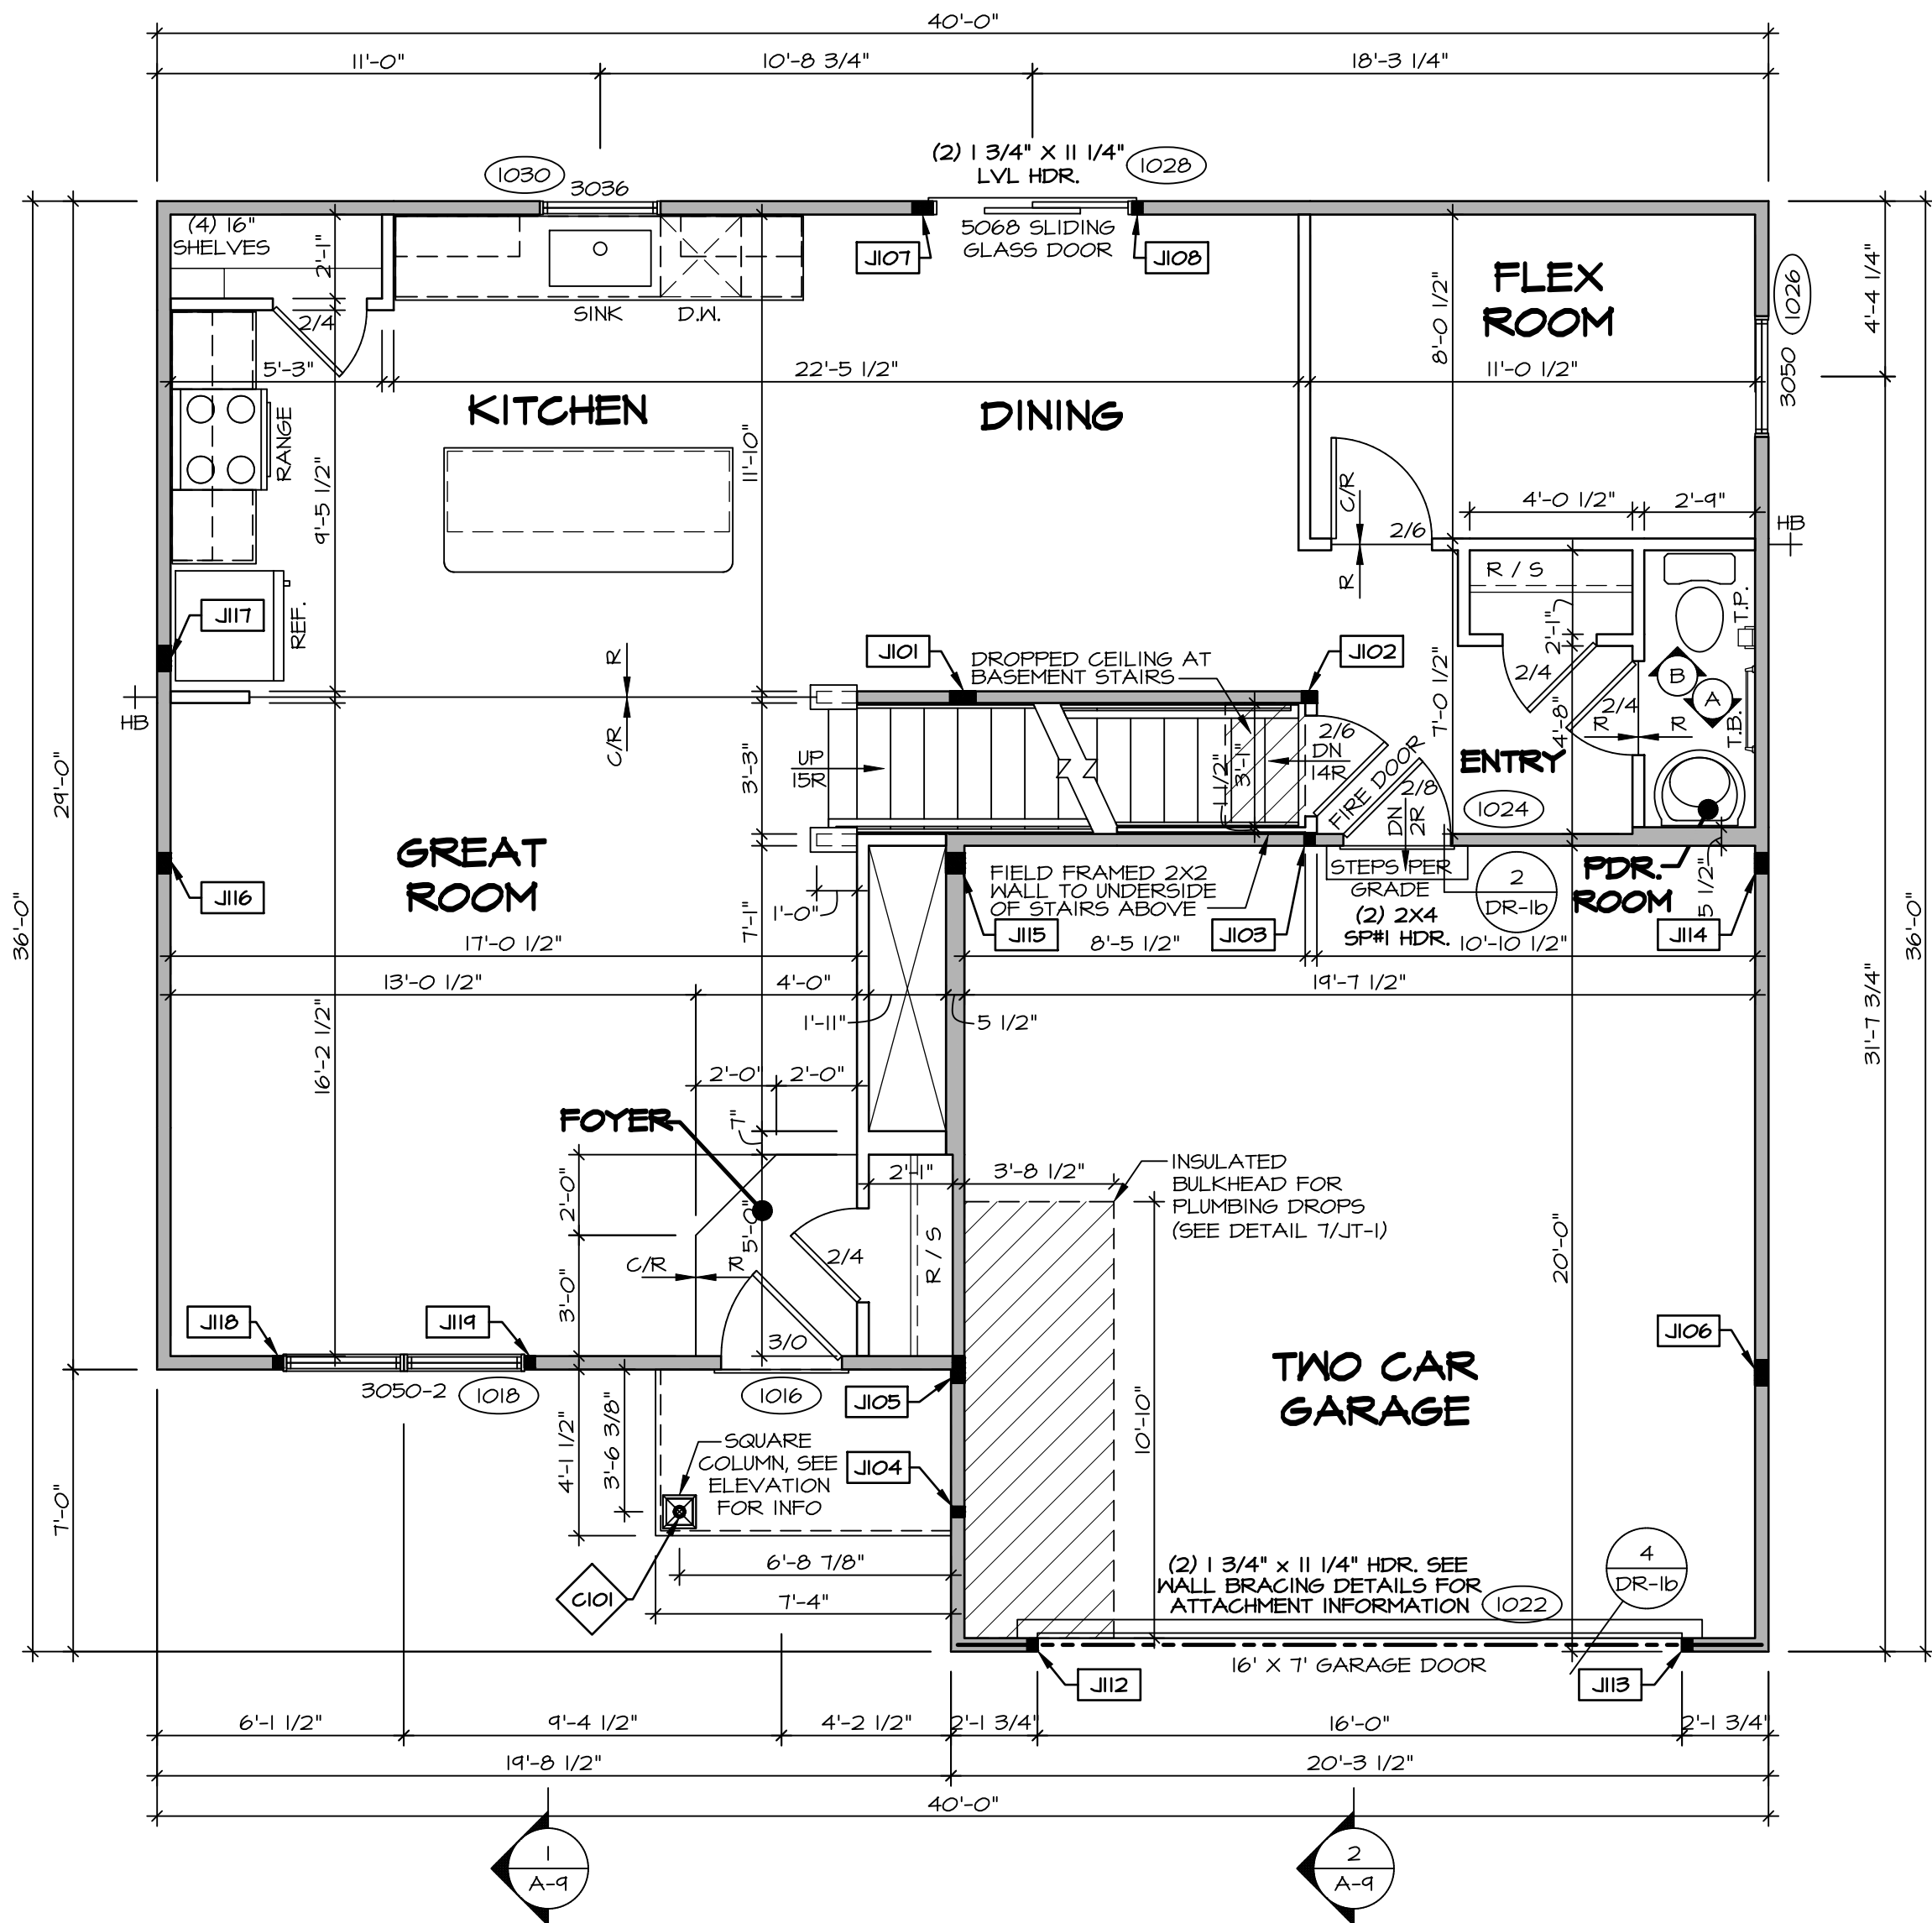 40'-0"
11'-0"
10'-8 3/4"
18'-3 1/4"
(2) 1 3/4" X 11 1/4"
LVL HDR.
1028
1030
3036
(4) 16"
SHELVES
2'-1"
SINK
D.W.
J107
5068 SLIDING
GLASS DOOR
J108
8'-0 1/2"
FLEX
ROOM
1026
3050
4'-4 1/4"
2/4
5'-3"
22'-5 1/2"
11'-0 1/2"
KITCHEN
DINING
RANGE
9'-5 1/2"
11'-10"
C/R
R
2/6
4'-0 1/2"
2'-9"
HB
R / S
2'-1"
T.P.
J117
REF.
R
C/R
HB
J101
DROPPED CEILING AT
BASEMENT STAIRS
J102
7'-0 1/2"
2/4
B
A
2/4
R
R
T.B.
4'-8"
ENTRY
1024
UP
15R
3'-3"
1 1/2"
3'-1"
2/6
DN
14R
FIRE DOOR
2/8
DN
2R
GREAT
ROOM
J116
29'-0"
36'-0"
36'-0"
31'-7 3/4"
FIELD FRAMED 2X2
WALL TO UNDERSIDE
OF STAIRS ABOVE
STEPS PER
GRADE
(2) 2X4
SP#1 HDR.
2
DR-1b
PDR.
ROOM
5 1/2"
1'-0"
7'-1"
J115
J103
J114
17'-0 1/2"
8'-5 1/2"
10'-10 1/2"
13'-0 1/2"
4'-0"
19'-7 1/2"
1'-11"
5 1/2"
16'-2 1/2"
2'-0"
2'-0"
FOYER
7"
2'-1"
3'-8 1/2"
INSULATED
BULKHEAD FOR
PLUMBING DROPS
(SEE DETAIL 7/JT-1)
2'-0"
5'-0"
R / S
20'-0"
C/R
R
2/4
3'-0"
3/0
J118
J119
J106
TWO CAR
GARAGE
3050-2
1018
1016
J105
10'-10"
4'-1 1/2"
3'-6 3/8"
SQUARE
COLUMN, SEE
ELEVATION
FOR INFO
J104
7'-0"
6'-8 7/8"
C101
7'-4"
(2) 1 3/4" x 11 1/4" HDR. SEE
WALL BRACING DETAILS FOR
ATTACHMENT INFORMATION
1022
4
DR-1b
16' X 7' GARAGE DOOR
J112
J113
6'-1 1/2"
9'-4 1/2"
4'-2 1/2"
2'-1 3/4"
16'-0"
2'-1 3/4"
19'-8 1/2"
20'-3 1/2"
40'-0"
1
A-9
2
A-9